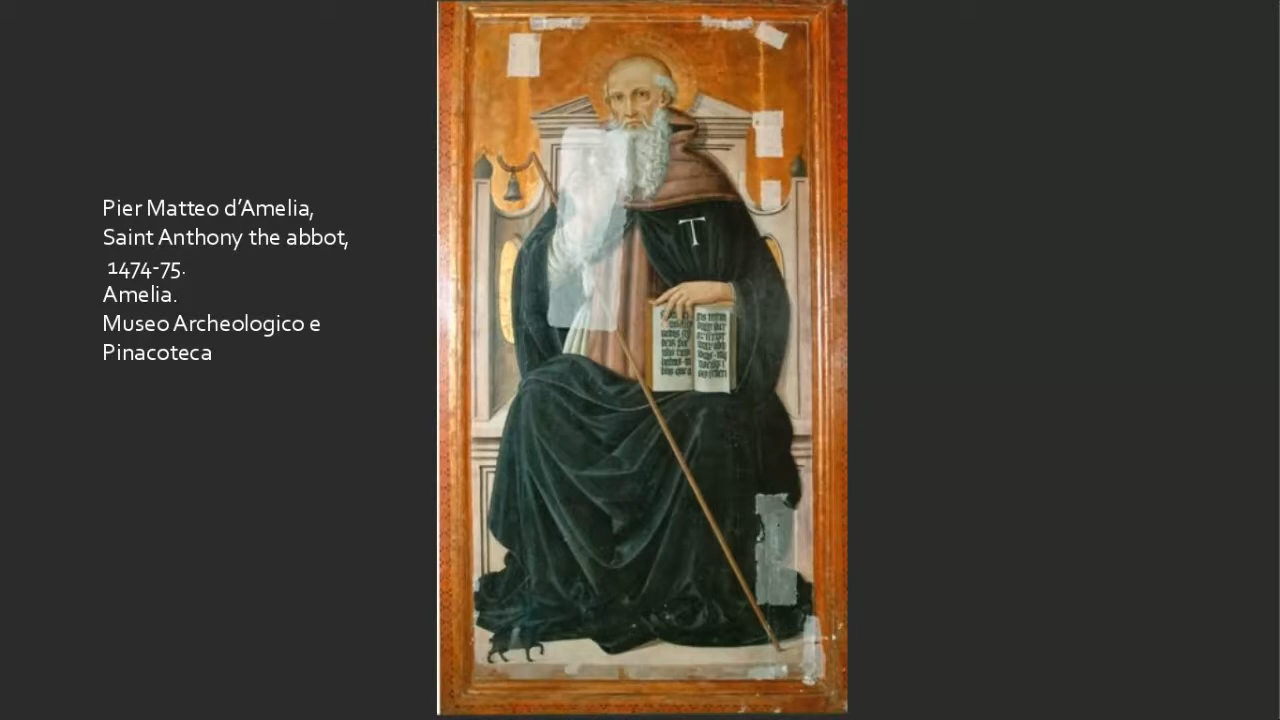 Pier Matteo d’Amelia,
Saint Anthony the abbot,
1474-75.
Amelia.
Museo Archeologico e
Pinacoteca
T